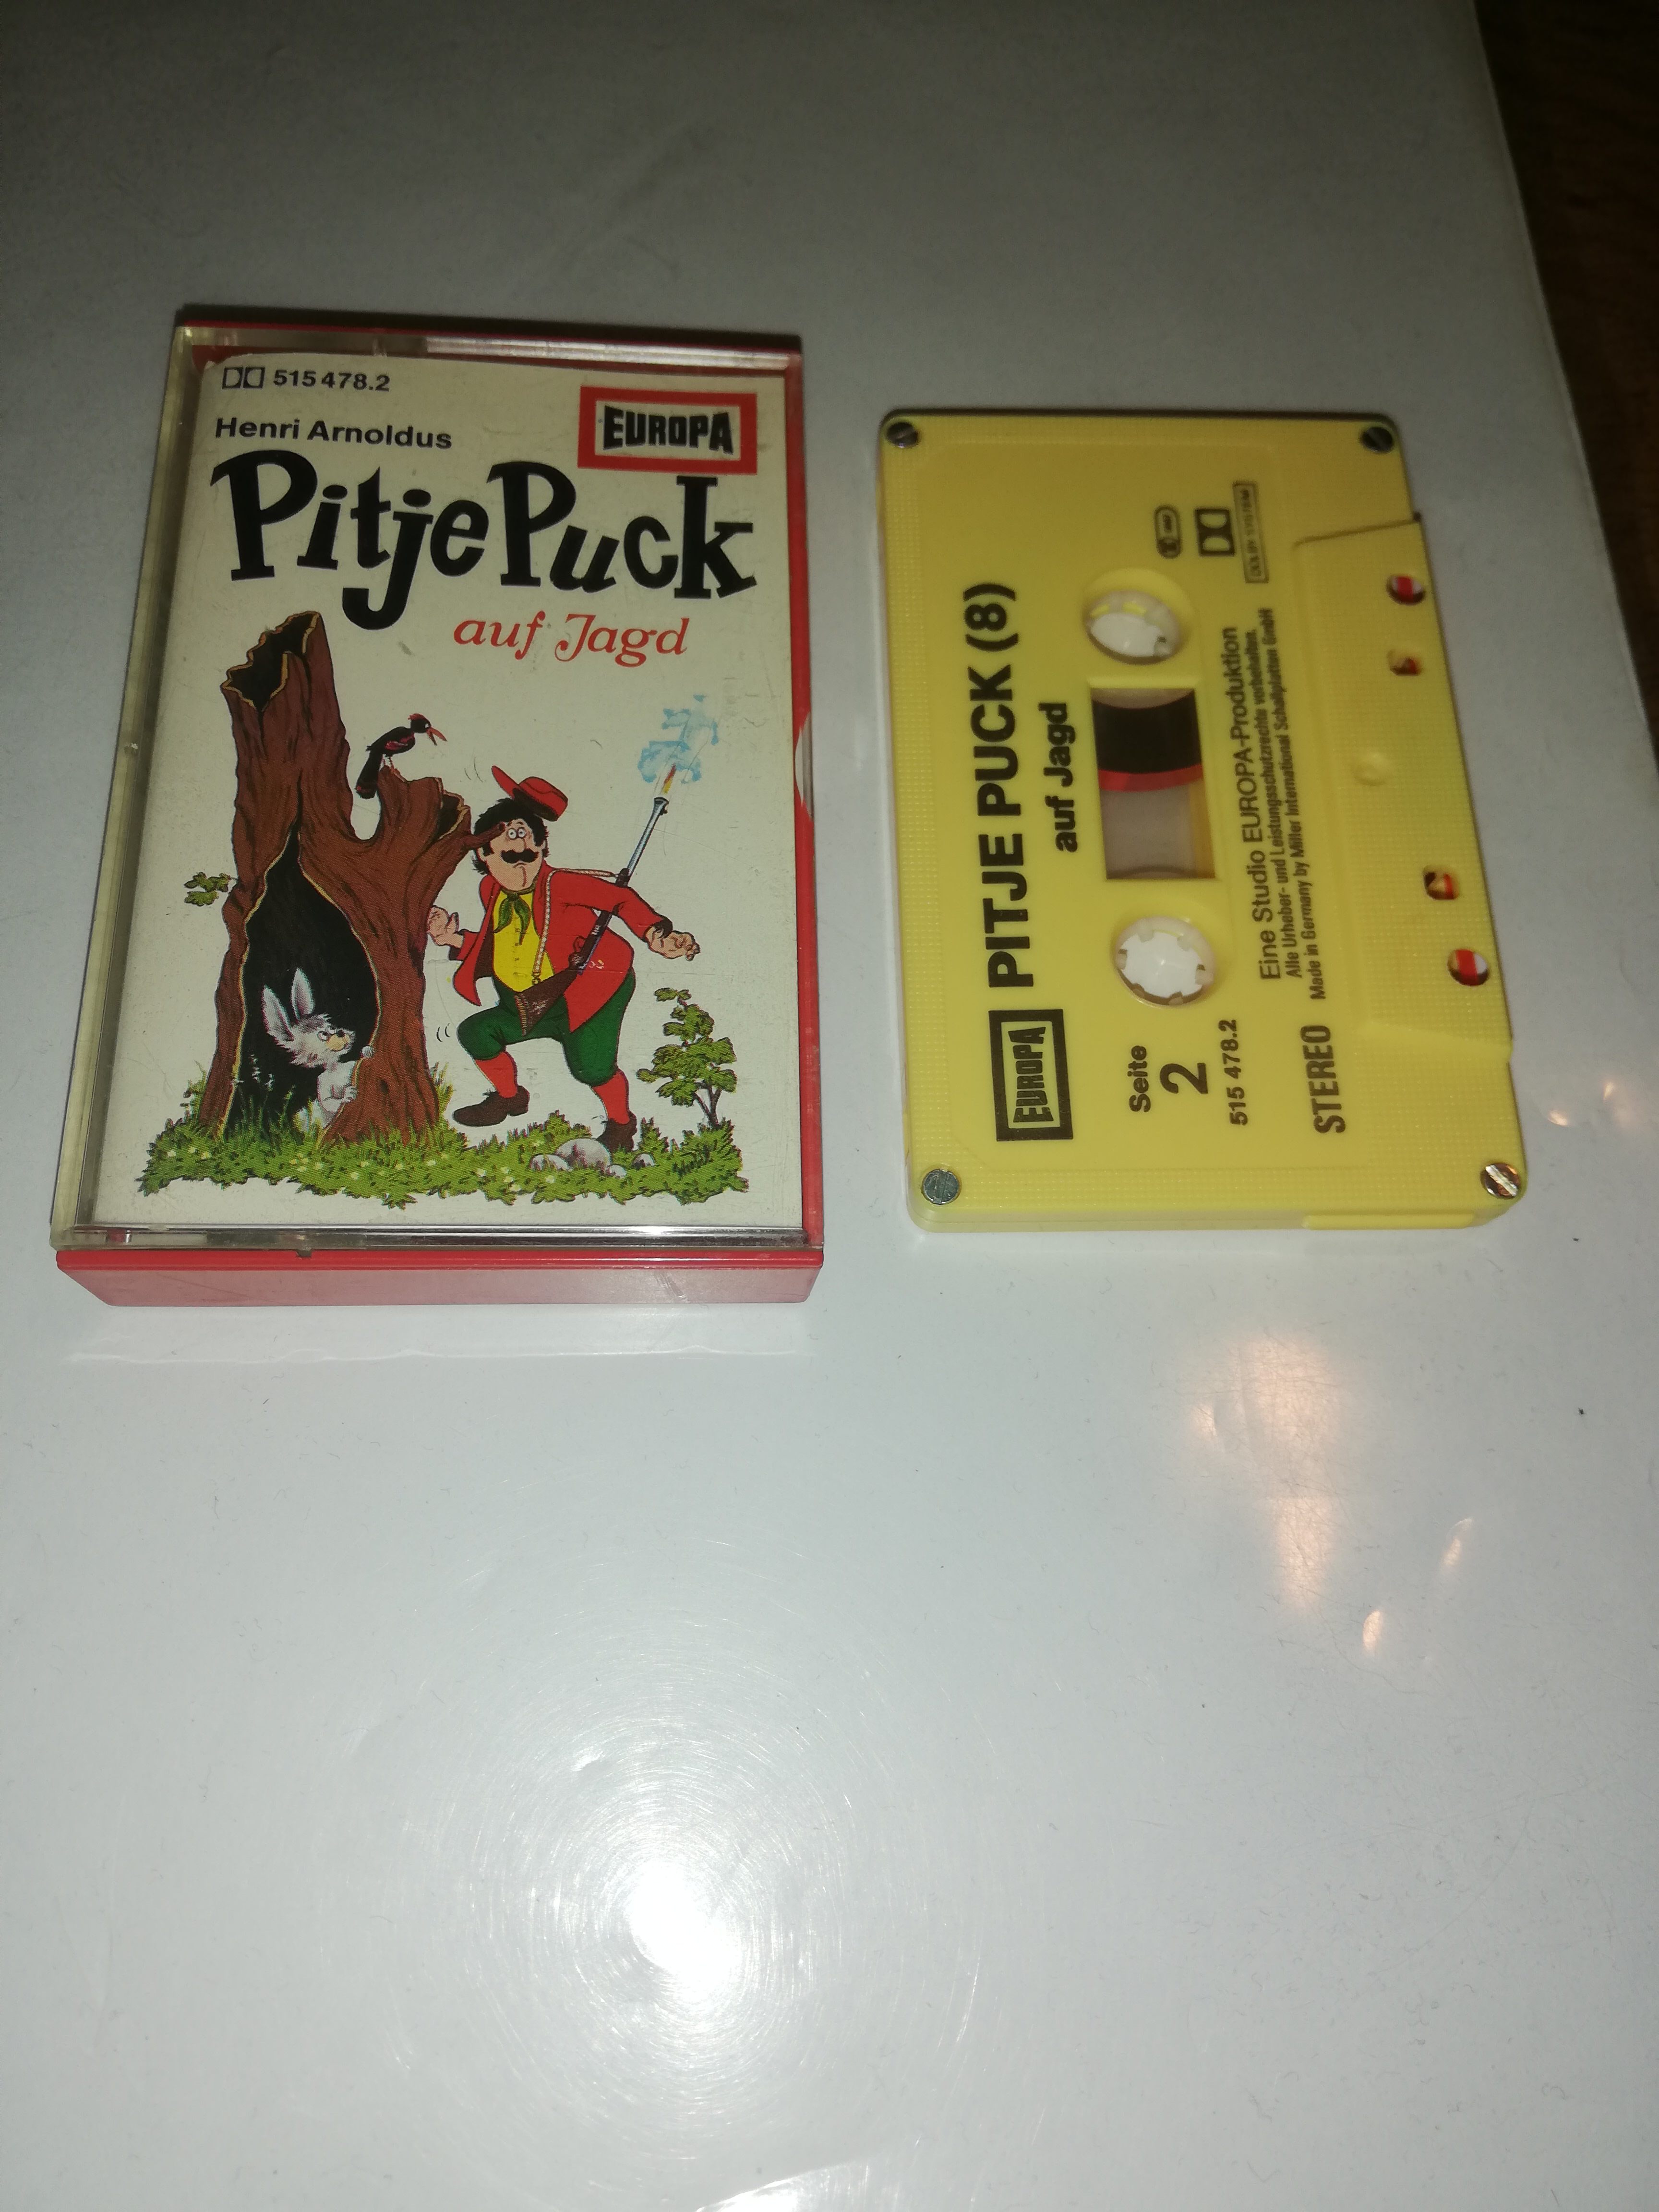 515 478.2
Henri Arnoldus
EUROPA
Pitje Puck
auf Jagd
EUROPA
PITJE PUCK (8)
auf Jagd
Seite
2
515 478.2
STEREO
Eine Studio EUROPA-Produktion
Alle Urheber- und Leistungsschutzrechte vorbehalten.
Made in Germany by Miller International Schallplatten GmbH
DOLBY SYSTEM